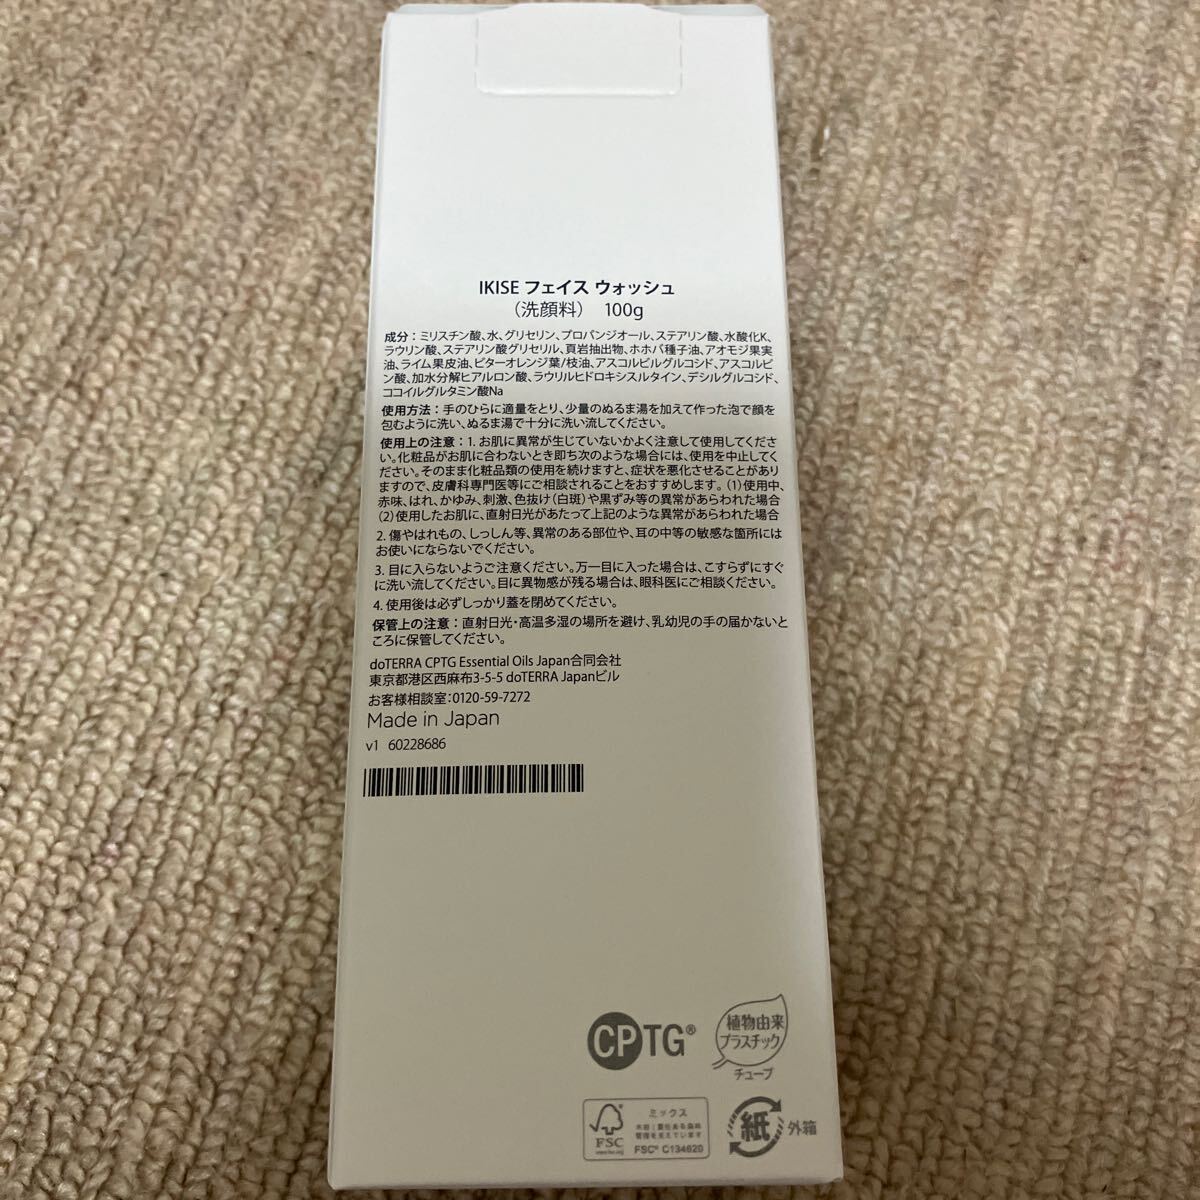 IKISE フェイス ウォッシュ
（洗顔料） 100g
成分：ミリスチン酸、水、グリセリン、プロパンジオール、ステアリン酸、水酸化K、
ラウリン酸、ステアリン酸グリセリル、頁岩抽出物、ホホバ種子油、アオモジ果実
油、ライム果皮油、ビターオレンジ葉/枝油、アスコルビルグルコシド、アスコルビ
ン酸、加水分解ヒアルロン酸、ラウリルヒドロキシスルタイン、デシルグルコシド、
ココイルグルタミン酸Na
使用方法：手のひらに適量をとり、少量のぬるま湯を加えて作った泡で顔を
包むように洗い、ぬるま湯で十分に洗い流してください。
使用上の注意：1. お肌に異常が生じていないかよく注意して使用してくださ
い。化粧品がお肌に合わないとき即ち次のような場合には、使用を中止してく
ださい。そのまま化粧品類の使用を続けますと、症状を悪化させることがあり
ますので、皮膚科専門医等にご相談されることをおすすめします。（1）使用中、
赤味、はれ、かゆみ、刺激、色抜け（白斑）や黒ずみ等の異常があらわれた場合
（2）使用したお肌に、直射日光があたって上記のような異常があらわれた場合
2. 傷やはれもの、しっしん等、異常のある部位や、耳の中等の敏感な箇所には
お使いにならないでください。
3. 目に入らないようご注意ください。万一目に入った場合は、こすらずにすぐ
に洗い流してください。目に異物感が残る場合は、眼科医にご相談ください。
4. 使用後は必ずしっかり蓋を閉めてください。
保管上の注意：直射日光・高温多湿の場所を避け、乳幼児の手の届かないと
ころに保管してください。
doTERRA CPTG Essential Oils Japan合同会社
東京都港区西麻布3-5-5 doTERRA Japanビル
お客様相談室：0120-59-7272
Made in Japan
v1 60228686
CPTG®
植物由来
プラスチック
チューブ
FSC
www.fsc.org
ミックス
木材｜責任ある森林
管理を支えています
FSC® C134620
紙
外箱